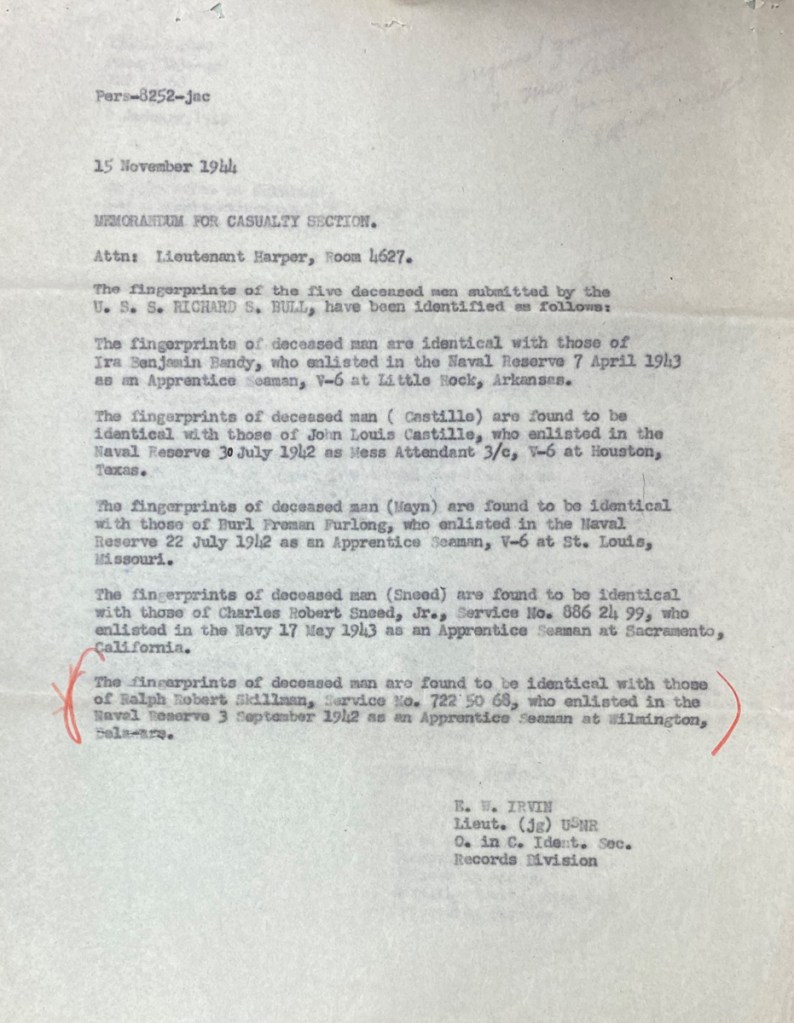 Pers-8252-jac
15 November 1944
MEMORANDUM FOR CASUALTY SECTION.
Attn: Lieutenant Harper, Room 4627.
The fingerprints of the five deceased men submitted by the
U. S. S. RICHARD S. BULL, have been identified as follows:
The fingerprints of deceased man are identical with those of
Ira Benjamin Bandy, who enlisted in the Naval Reserve 7 April 1943
as an Apprentice Seaman, V-6 at Little Rock, Arkansas.
The fingerprints of deceased man ( Castille) are found to be
identical with those of John Louis Castille, who enlisted in the
Naval Reserve 30 July 1942 as Mess Attendant 3/c, V-6 at Houston,
Texas.
The fingerprints of deceased man (Mayn) are found to be identical
with those of Burl Freman Furlong, who enlisted in the Naval
Reserve 22 July 1942 as an Apprentice Seaman, V-6 at St. Louis,
Missouri.
The fingerprints of deceased man (Sneed) are found to be identical
with those of Charles Robert Sneed, Jr., Service No. 886 24 99, who
enlisted in the Navy 17 May 1943 as an Apprentice Seaman at Sacramento,
California.
The fingerprints of deceased man are found to be identical with those
of Ralph Robert Skillman, Service No. 722 50 68, who enlisted in the
Naval Reserve 3 September 1942 as an Apprentice Seaman at Wilmington,
Delaware.
E. W. IRVIN
Lieut. (jg) USNR
O. in C. Ident. Sec.
Records Division